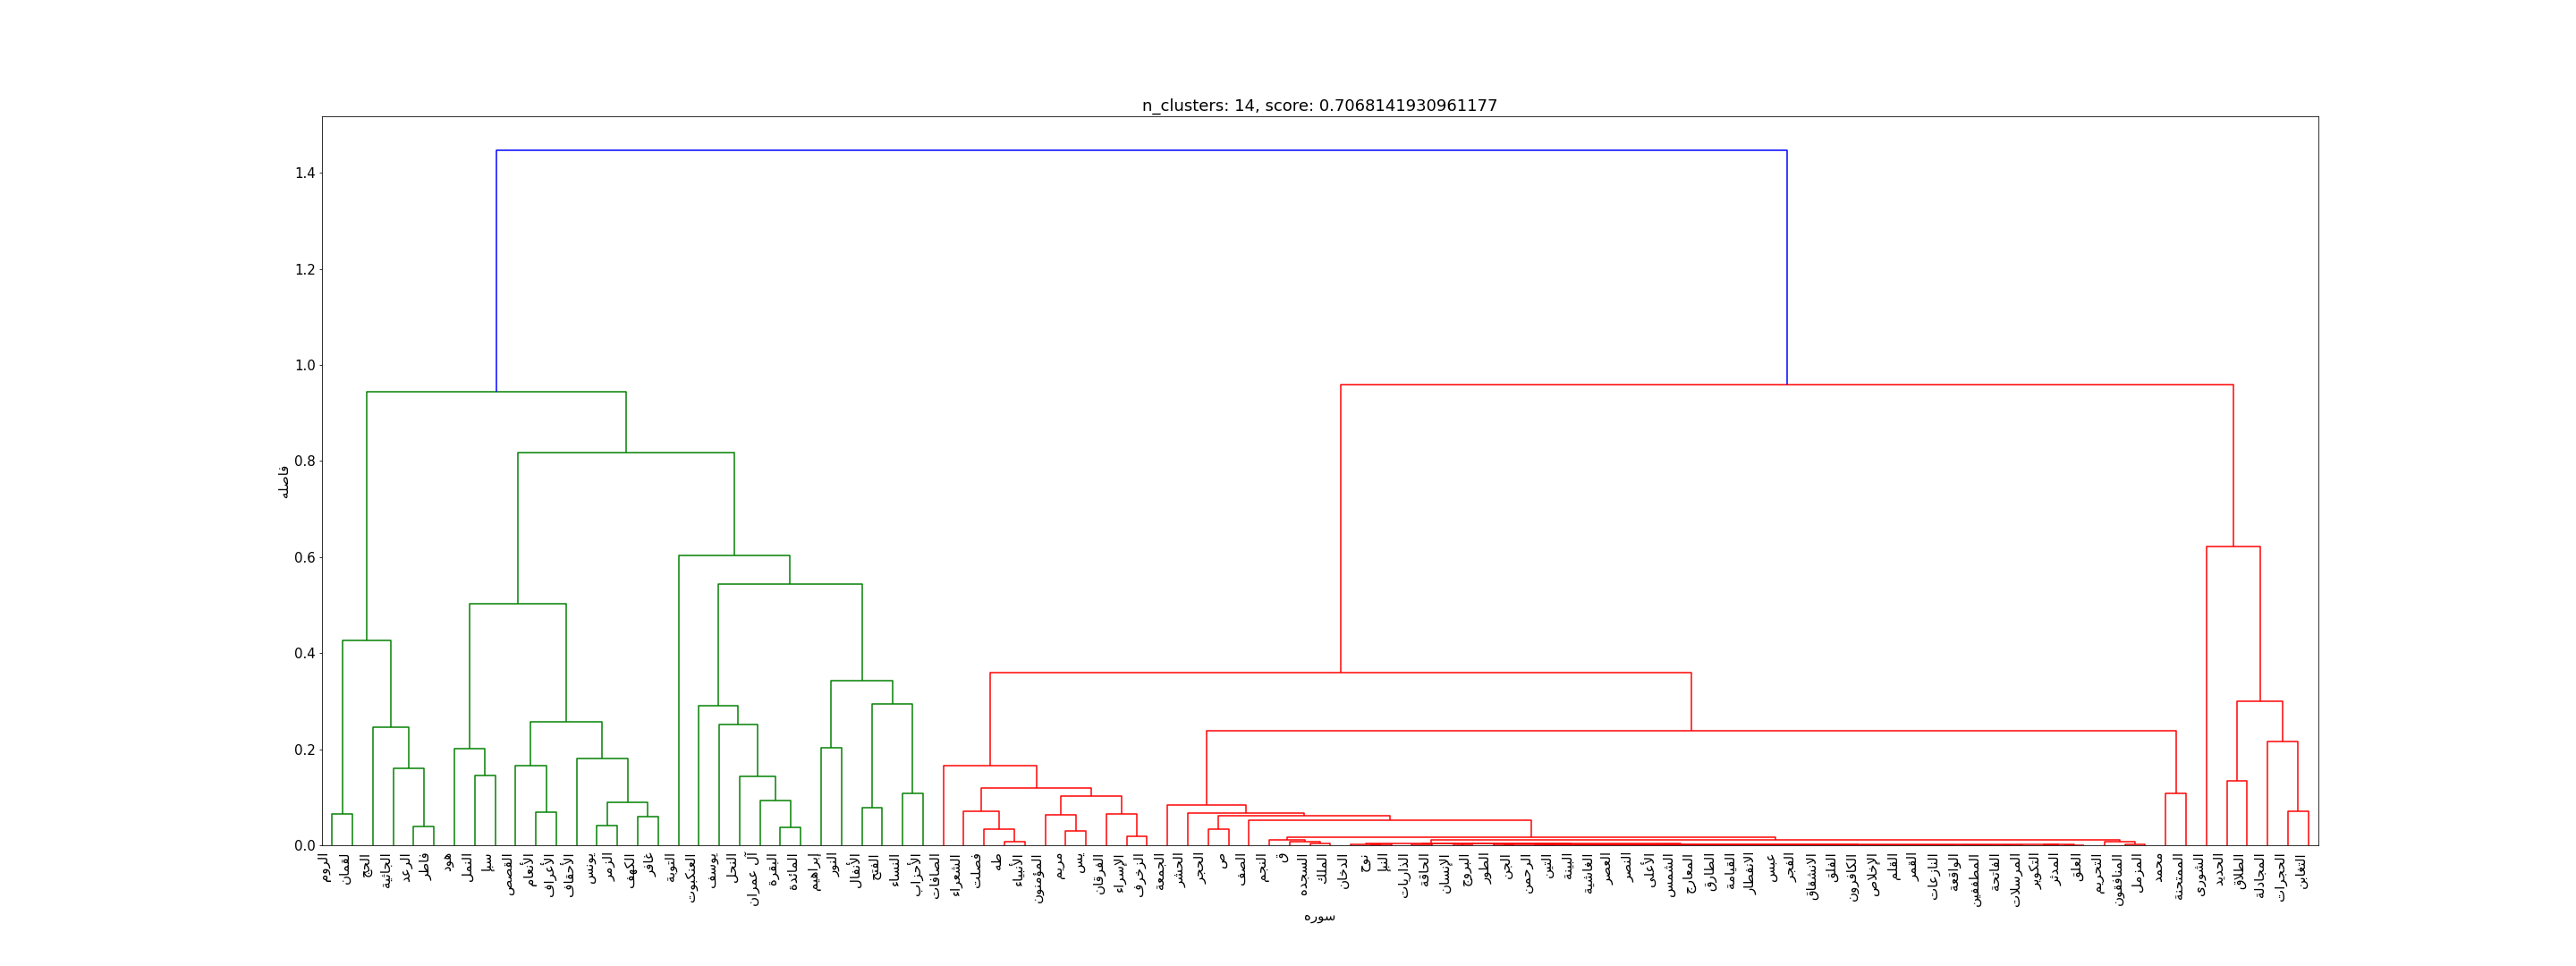 n_clusters: 14, score: 0.7068141930961177
1.4
1.2
1.0
0.8
0.6
0.4
0.2
0.0
فاصله
الروم
لقمان
الحج
الجاثية
الرعد
فاطر
هود
النمل
سبإ
القصص
الأنعام
الأعراف
الأحقاف
يونس
الزمر
الكهف
غافر
التوبة
العنكبوت
يوسف
النحل
آل عمران
البقرة
المائدة
إبراهيم
النور
الأنفال
الفتح
النساء
الأحزاب
الصافات
الشعراء
فصلت
طه
الأنبياء
المؤمنون
مريم
يس
الفرقان
الإسراء
الزخرف
الجمعة
الحشر
الحجر
ص
الصف
النجم
ق
السجده
الملك
الدخان
نوح
النبإ
الذاريات
الحاقة
الإنسان
البروج
الطور
الجن
الرحمن
التين
البينة
الغاشية
العصر
النصر
الأعلى
الشمس
المعارج
الطارق
القيامة
الانفطار
عبس
الفجر
الانشقاق
الفلق
الكافرون
الإخلاص
القلم
القمر
النازعات
الواقعة
المطففين
الفاتحة
المرسلات
التكوير
المدثر
العلق
التحريم
المنافقون
المزمل
محمد
الممتحنة
الشورى
الحديد
الطلاق
المجادلة
الحجرات
التغابن
سوره